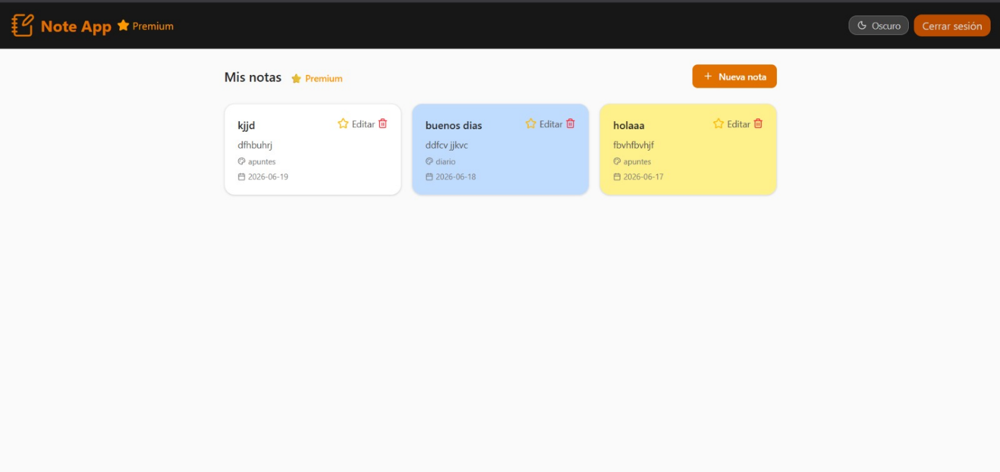 Note App Premium
Oscuro Cerrar sesión
Mis notas Premium
+ Nueva nota
kjjd Editar
dfhbuhrj
apuntes
2026-06-19
buenos dias Editar
ddfcv jjkvc
diario
2026-06-18
holaaa Editar
fbvhfbvhjf
apuntes
2026-06-17